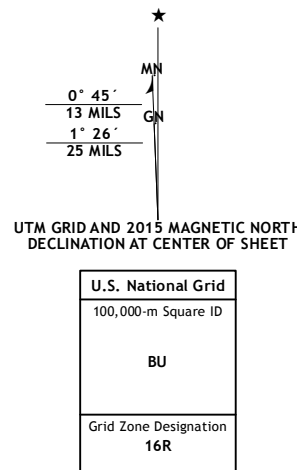 ★
MN
0° 45´
13 MILS
GN
1° 26´
25 MILS
UTM GRID AND 2015 MAGNETIC NORTH
DECLINATION AT CENTER OF SHEET
U.S. National Grid
100,000-m Square ID
BU
Grid Zone Designation
16R